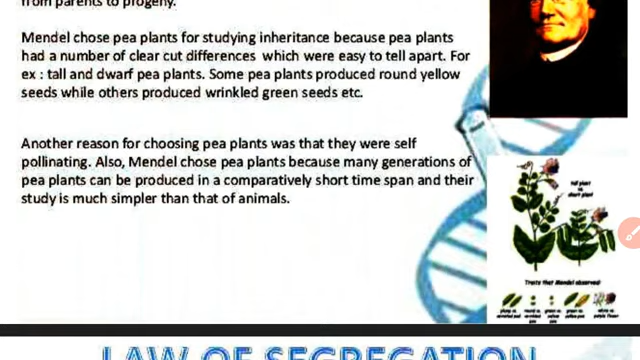 from parents to progeny.
Mendel chose pea plants for studying inheritance because pea plants
had a number of clear cut differences which were easy to tell apart. For
ex : tall and dwarf pea plants. Some pea plants produced round yellow
seeds while others produced wrinkled green seeds etc.
Another reason for choosing pea plants was that they were self
pollinating. Also, Mendel chose pea plants because many generations of
pea plants can be produced in a comparatively short time span and their
study is much simpler than that of animals.
tall plant
vs
short plant
Traits that Mendel observed
LAW OF SEGREGATION